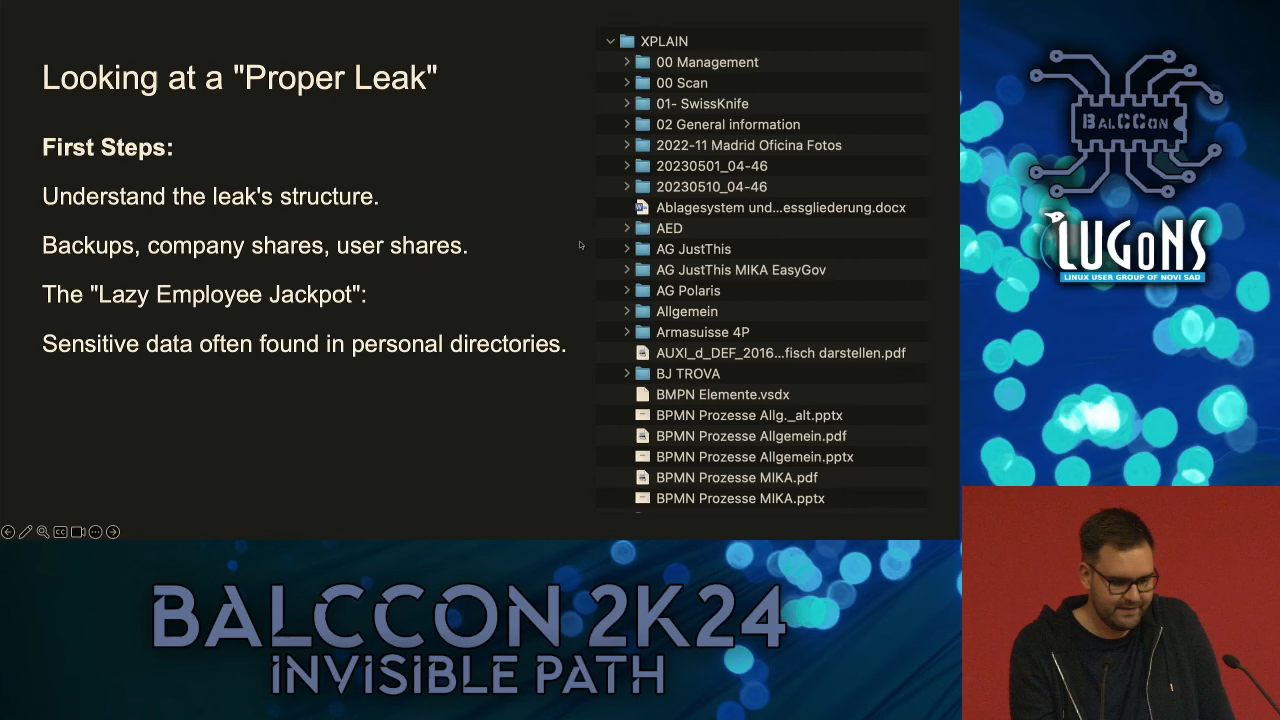 Looking at a "Proper Leak"
First Steps:
Understand the leak's structure.
Backups, company shares, user shares.
The "Lazy Employee Jackpot":
Sensitive data often found in personal directories.
XPLAIN
00 Management
00 Scan
01- SwissKnife
02 General information
2022-11 Madrid Oficina Fotos
20230501_04-46
20230510_04-46
Ablagesystem und...essgliederung.docx
AED
AG JustThis
AG JustThis MIKA EasyGov
AG Polaris
Allgemein
Armasuisse 4P
AUXI_d_DEF_2016...fisch darstellen.pdf
BJ TROVA
BMPN Elemente.vsdx
BPMN Prozesse Allg._alt.pptx
BPMN Prozesse Allgemein.pdf
BPMN Prozesse Allgemein.pptx
BPMN Prozesse MIKA.pdf
BPMN Prozesse MIKA.pptx
BALCCON
LUGONS
LINUX USER GROUP OF NOVI SAD
CC
BALCCON 2K24
INVISIBLE PATH